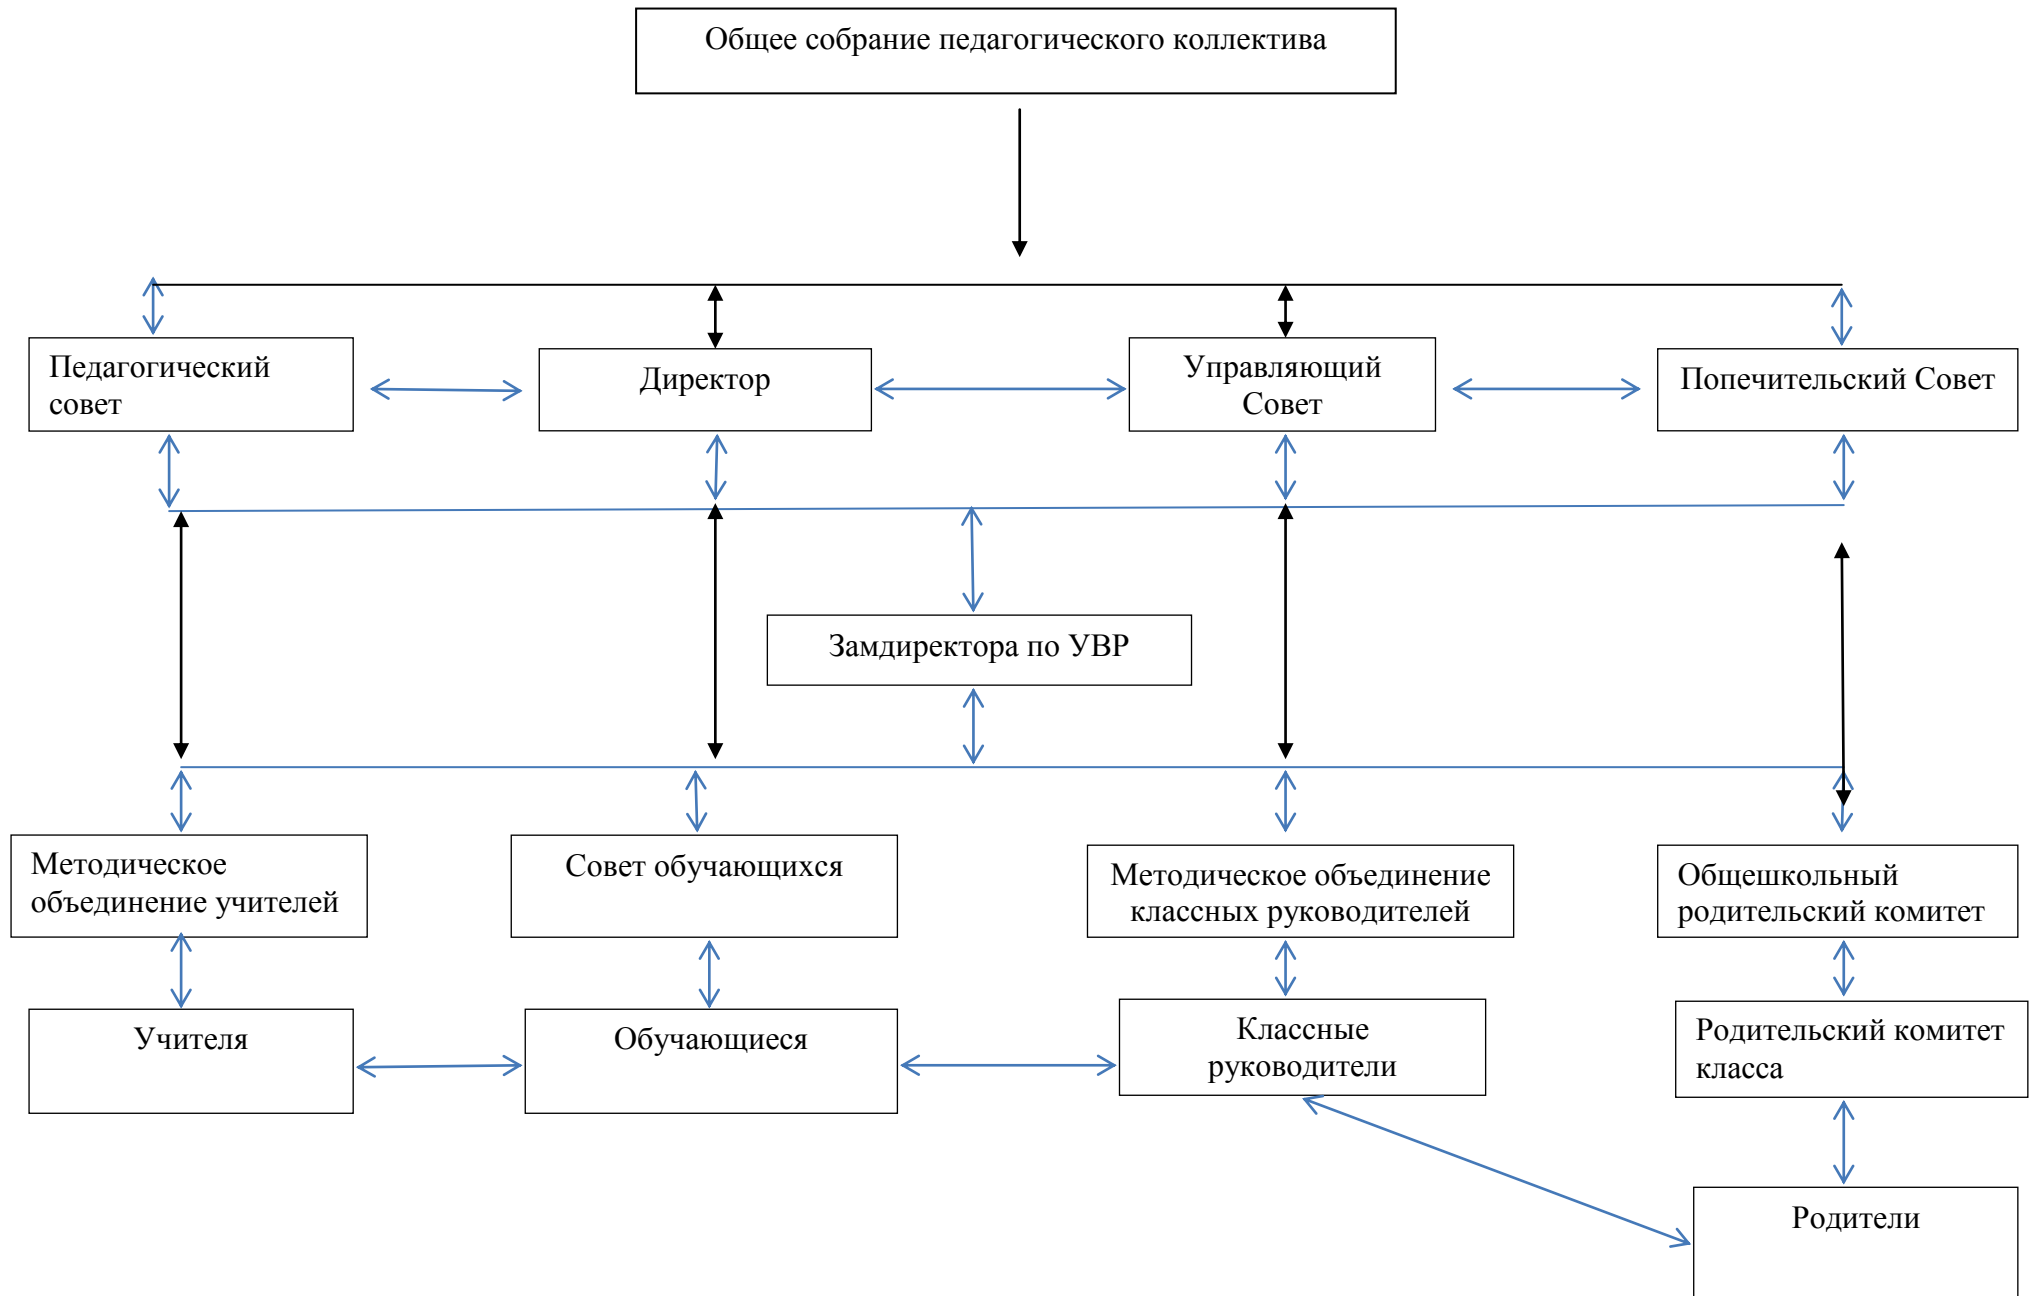 Общее собрание педагогического коллектива
Педагогический
совет
Директор
Управляющий
Совет
Попечительский Совет
Замдиректора по УВР
Методическое
объединение учителей
Совет обучающихся
Методическое объединение
классных руководителей
Общешкольный
родительский комитет
Учителя
Обучающиеся
Классные
руководители
Родительский комитет
класса
Родители